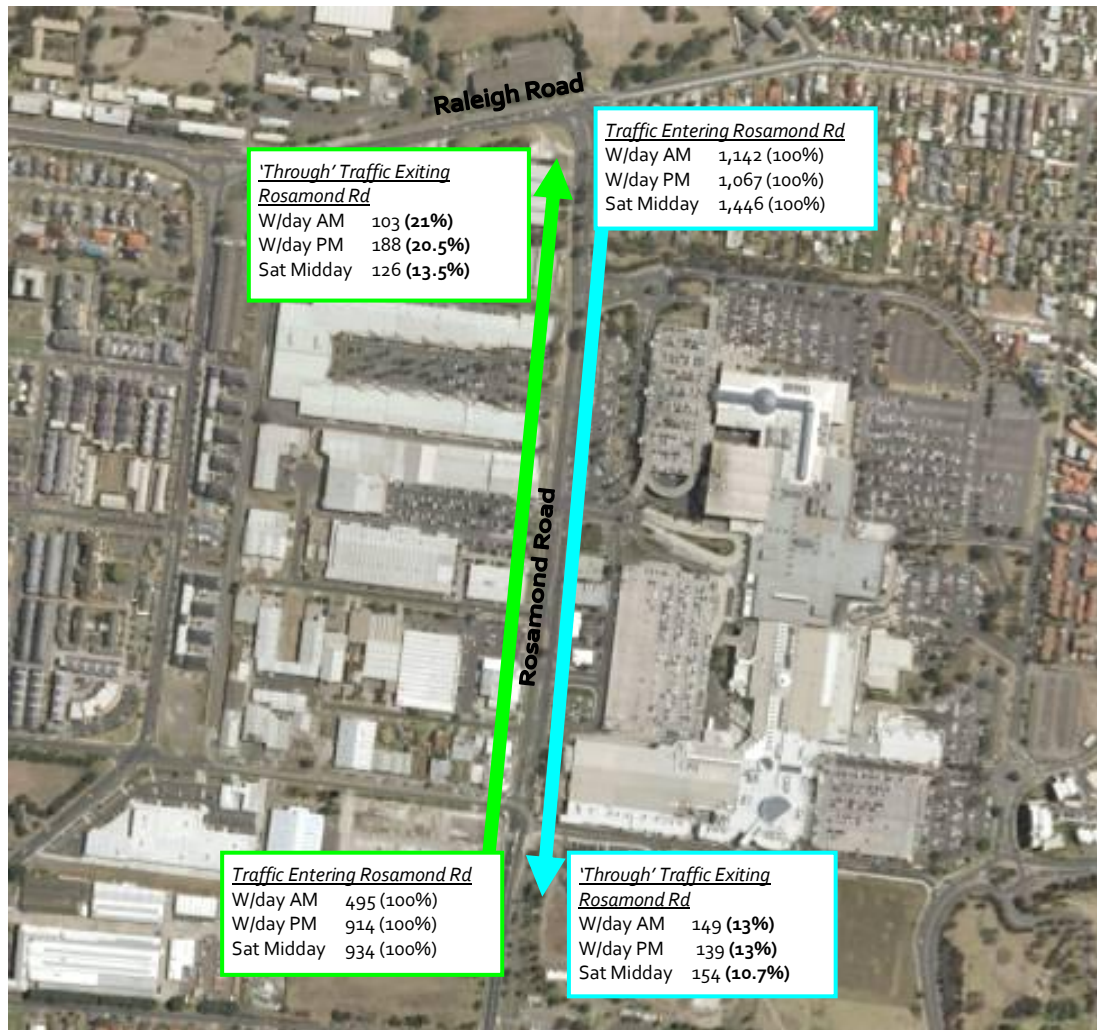 Raleigh Road
Traffic Entering Rosamond Rd
W/day AM 1,142 (100%)
W/day PM 1,067 (100%)
Sat Midday 1,446 (100%)
‘Through’ Traffic Exiting
Rosamond Rd
W/day AM 103 (21%)
W/day PM 188 (20.5%)
Sat Midday 126 (13.5%)
Rosamond Road
Traffic Entering Rosamond Rd
W/day AM 495 (100%)
W/day PM 914 (100%)
Sat Midday 934 (100%)
‘Through’ Traffic Exiting
Rosamond Rd
W/day AM 149 (13%)
W/day PM 139 (13%)
Sat Midday 154 (10.7%)